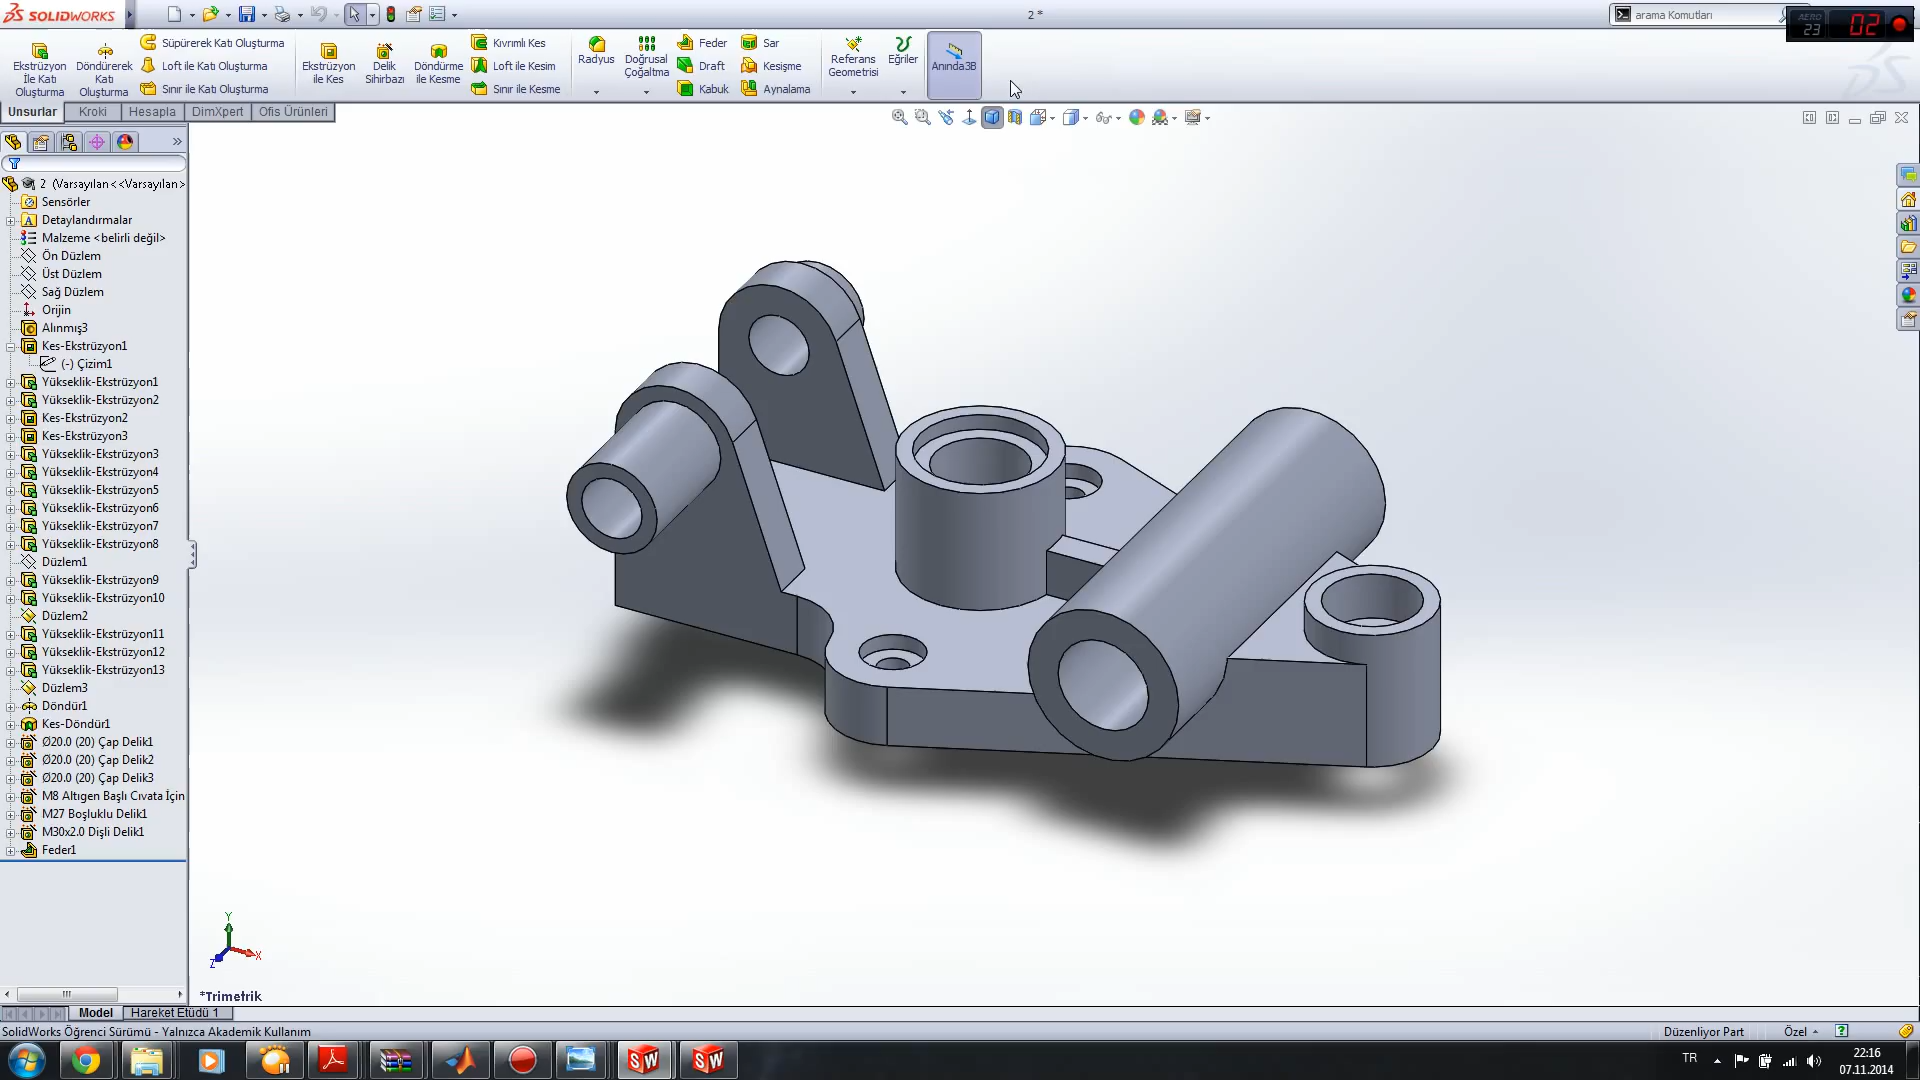 SOLIDWORKS
2 *
arama Komutları
AERO
23
02
Ekstrüzyon
İle Katı
Oluşturma
Döndürerek
Katı
Oluşturma
Süpürerek Katı Oluşturma
Loft ile Katı Oluşturma
Sınır ile Katı Oluşturma
Ekstrüzyon
ile Kes
Delik
Sihirbazı
Döndürme
ile Kesme
Kıvrımlı Kes
Loft ile Kesim
Sınır ile Kesme
Radyus
Doğrusal
Çoğaltma
Feder
Draft
Kabuk
Sar
Kesişme
Aynalama
Referans
Geometrisi
Eğriler
Anında3B
Unsurlar
Kroki
Hesapla
DimXpert
Ofis Ürünleri
2 (Varsayılan<<Varsayılan>
Sensörler
Detaylandırmalar
Malzeme <belirli değil>
Ön Düzlem
Üst Düzlem
Sağ Düzlem
Orijin
Alınmış3
Kes-Ekstrüzyon1
(-) Çizim1
Yükseklik-Ekstrüzyon1
Yükseklik-Ekstrüzyon2
Kes-Ekstrüzyon2
Kes-Ekstrüzyon3
Yükseklik-Ekstrüzyon3
Yükseklik-Ekstrüzyon4
Yükseklik-Ekstrüzyon5
Yükseklik-Ekstrüzyon6
Yükseklik-Ekstrüzyon7
Yükseklik-Ekstrüzyon8
Düzlem1
Yükseklik-Ekstrüzyon9
Yükseklik-Ekstrüzyon10
Düzlem2
Yükseklik-Ekstrüzyon11
Yükseklik-Ekstrüzyon12
Yükseklik-Ekstrüzyon13
Düzlem3
Döndür1
Kes-Döndür1
Ø20.0 (20) Çap Delik1
Ø20.0 (20) Çap Delik2
Ø20.0 (20) Çap Delik3
M8 Altıgen Başlı Cıvata İçin
M27 Boşluklu Delik1
M30x2.0 Dişli Delik1
Feder1
Y
X
Z
*Trimetrik
Model
Hareket Etüdü 1
SolidWorks Öğrenci Sürümü - Yalnızca Akademik Kullanım
Düzenliyor Part
Özel
TR
22:16
07.11.2014